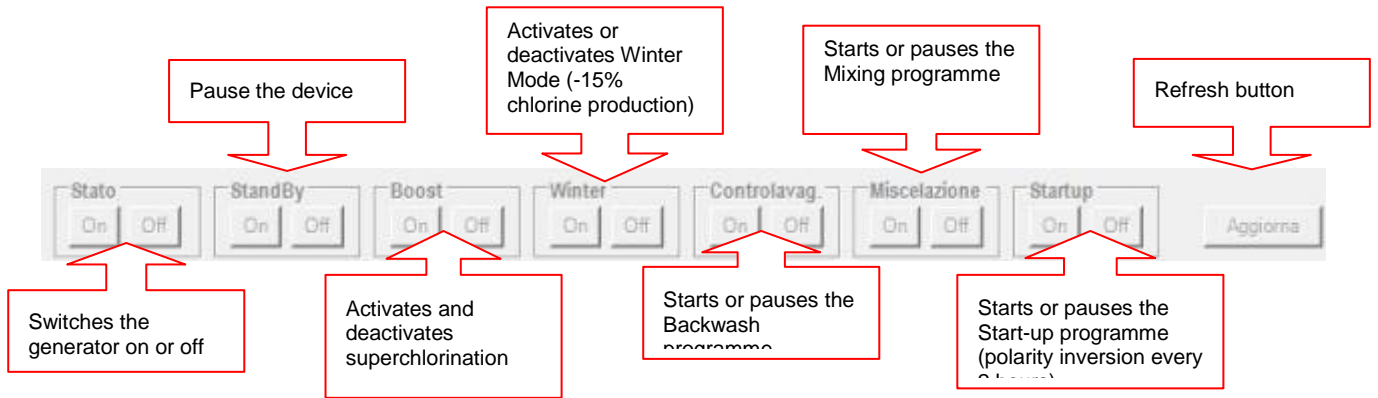 Activates or
deactivates Winter
Mode (-15%
chlorine production)
Starts or pauses the
Mixing programme
Pause the device
Refresh button
Stato
StandBy
Boost
Winter
Controlavag.
Miscelazione
Startup
On Off
On Off
On Off
On Off
On Off
On Off
On Off
Aggiorna
Switches the
generator on or off
Activates and
deactivates
superchlorination
Starts or pauses the
Backwash
programme
Starts or pauses the
Start-up programme
(polarity inversion every
hours)